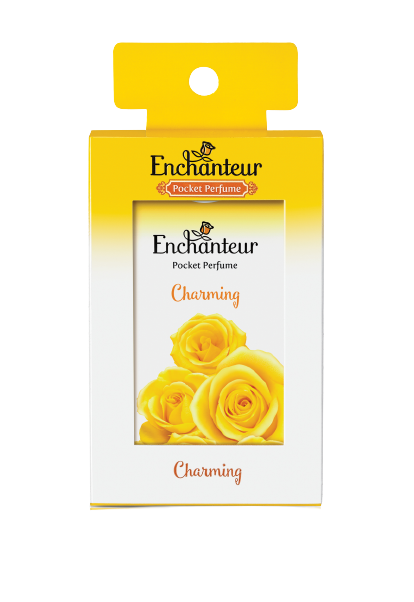 Enchanteur
Pocket Perfume
Enchanteur
Pocket Perfume
Charming
Charming